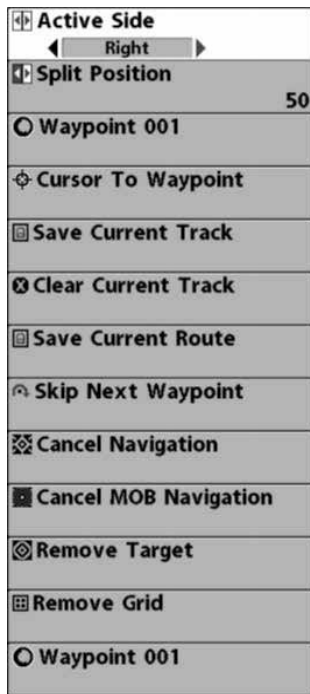 Active Side
Right
Split Position
50
Waypoint 001
Cursor To Waypoint
Save Current Track
Clear Current Track
Save Current Route
Skip Next Waypoint
Cancel Navigation
Cancel MOB Navigation
Remove Target
Remove Grid
Waypoint 001